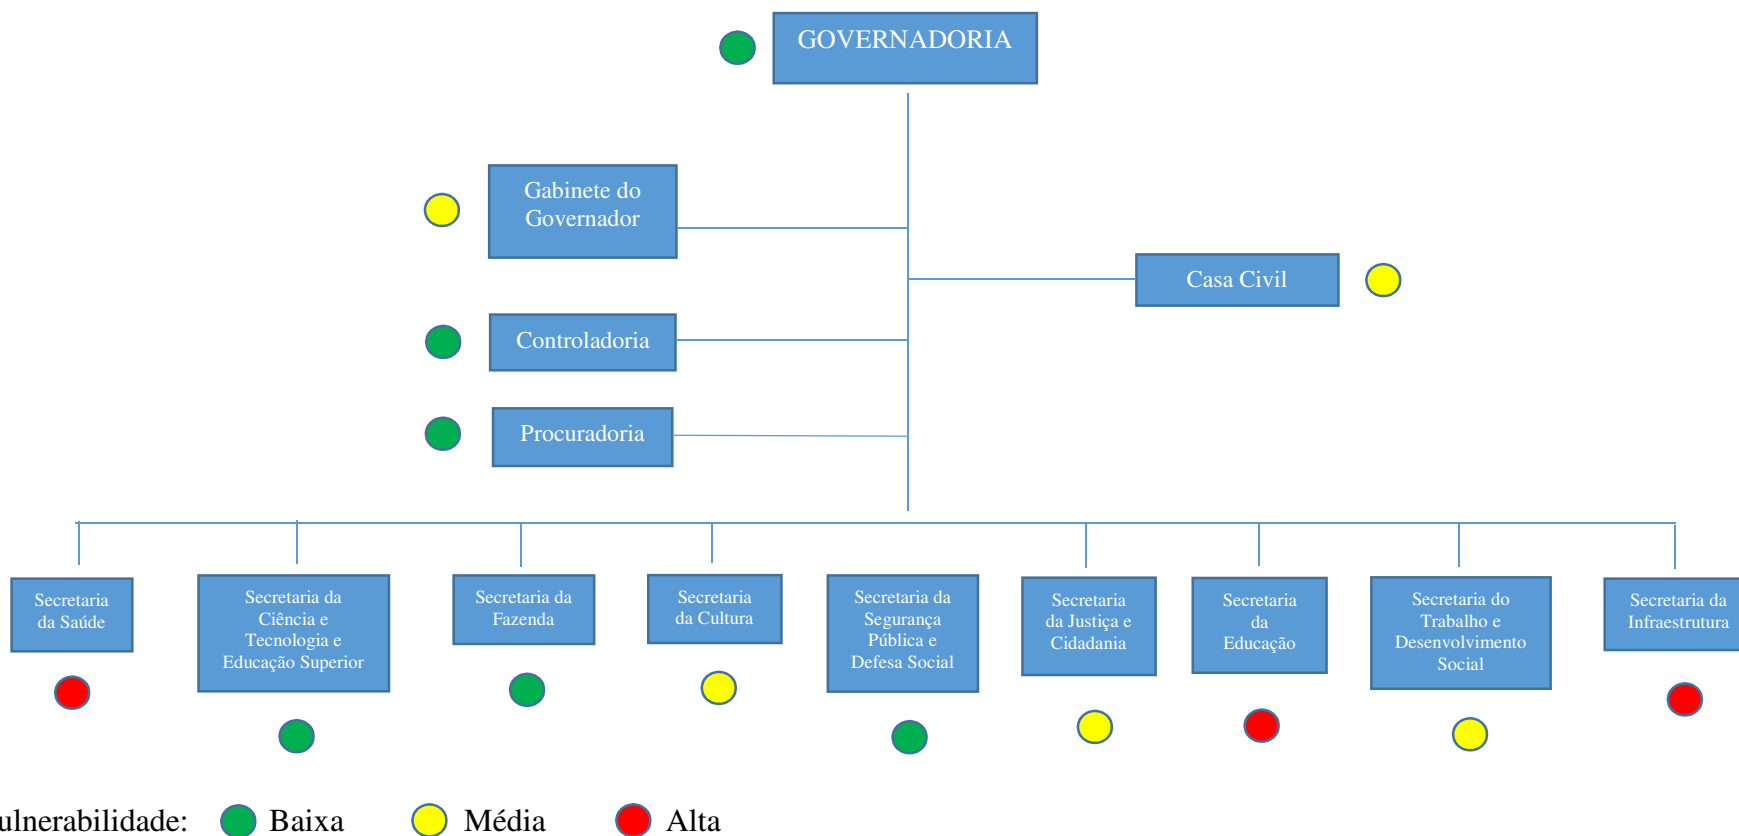 GOVERNADORIA
Gabinete do
Governador
Casa Civil
Controladoria
Procuradoria
Secretaria
da Saúde
Secretaria da
Ciência e
Tecnologia e
Educação Superior
Secretaria da
Fazenda
Secretaria
da Cultura
Secretaria da
Segurança
Pública e
Defesa Social
Secretaria
da Justiça e
Cidadania
Secretaria
da
Educação
Secretaria do
Trabalho e
Desenvolvimento
Social
Secretaria da
Infraestrutura
ulnerabilidade: Baixa Média Alta